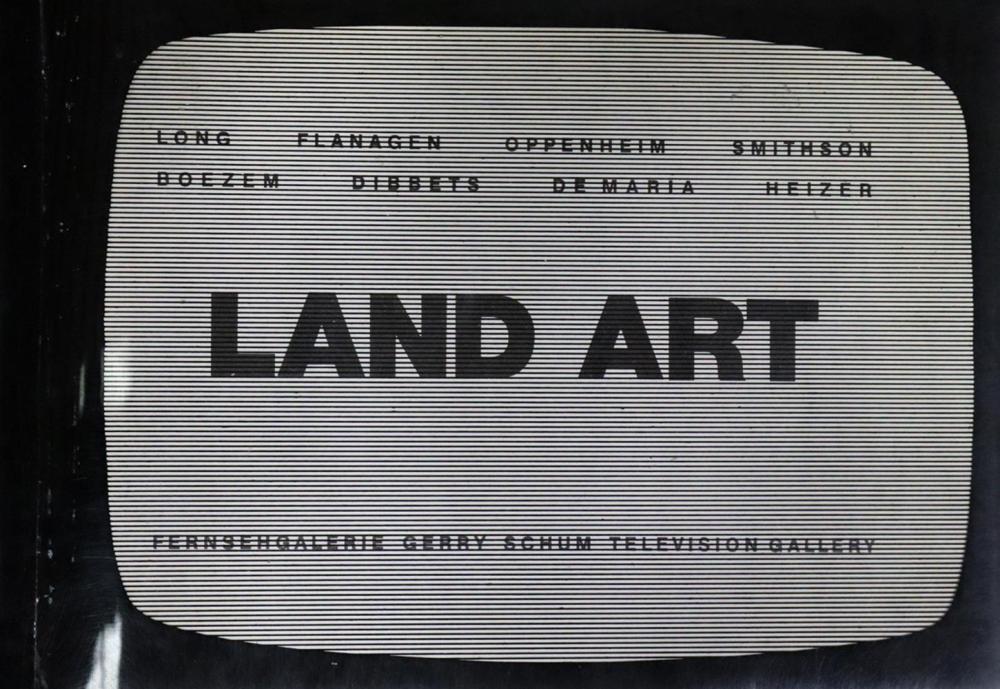 LONG FLANAGEN OPPENHEIM SMITHSON
BOEZEM DIBBETS DE MARIA HEIZER
LAND ART
FERNSEHGALERIE GERRY SCHUM TELEVISION GALLERY